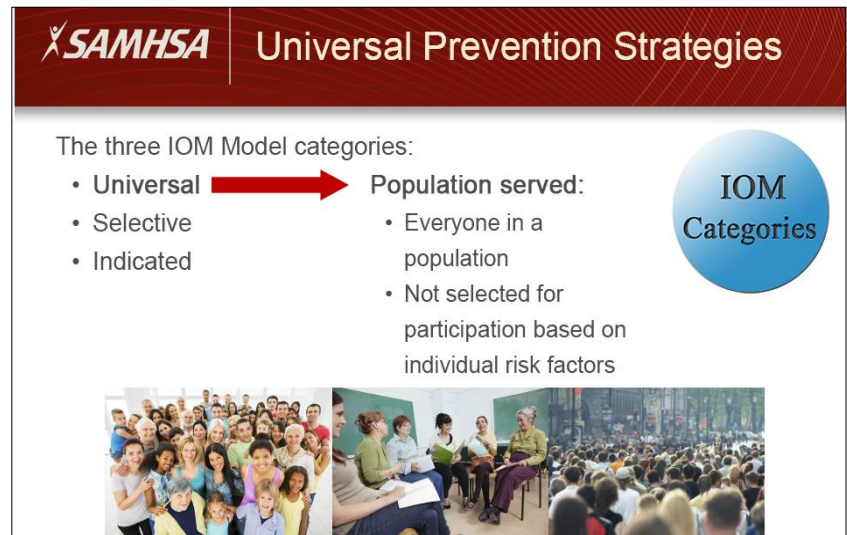 SAMHSA
Universal Prevention Strategies
The three IOM Model categories:
• Universal
• Selective
• Indicated
Population served:
• Everyone in a
population
• Not selected for
participation based on
individual risk factors
IOM
Categories